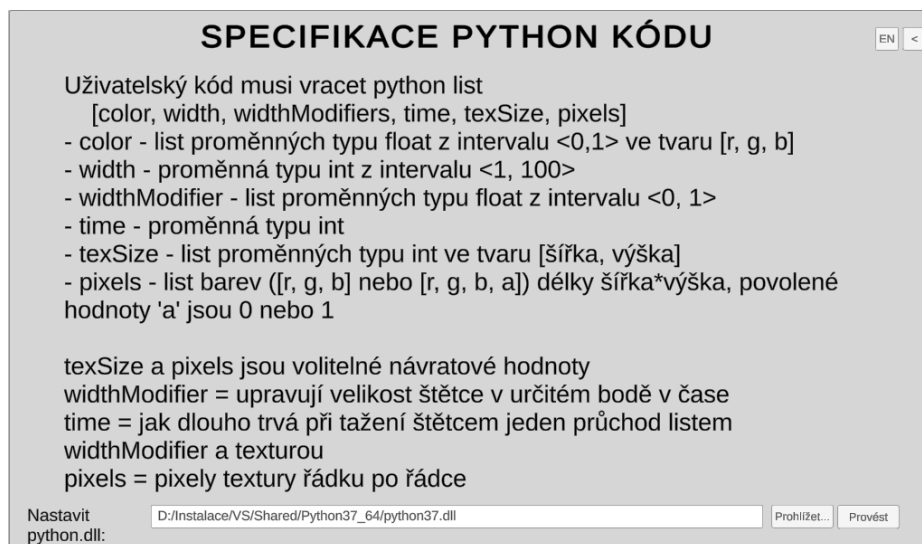 SPECIFIKACE PYTHON KÓDU
EN <
Uživatelský kód musi vracet python list
[color, width, widthModifiers, time, texSize, pixels]
- color - list proměnných typu float z intervalu <0,1> ve tvaru [r, g, b]
- width - proměnná typu int z intervalu <1, 100>
- widthModifier - list proměnných typu float z intervalu <0, 1>
- time - proměnná typu int
- texSize - list proměnných typu int ve tvaru [šířka, výška]
- pixels - list barev ([r, g, b] nebo [r, g, b, a]) délky šířka*výška, povolené
hodnoty 'a' jsou 0 nebo 1
texSize a pixels jsou volitelné návratové hodnoty
widthModifier = upravují velikost štětce v určitém bodě v čase
time = jak dlouho trvá při tažení štětcem jeden průchod listem
widthModifier a texturou
pixels = pixely textury řádku po řádce
Nastavit
python.dll:
D:/Instalace/VS/Shared/Python37_64/python37.dll
Prohlížet... Provést